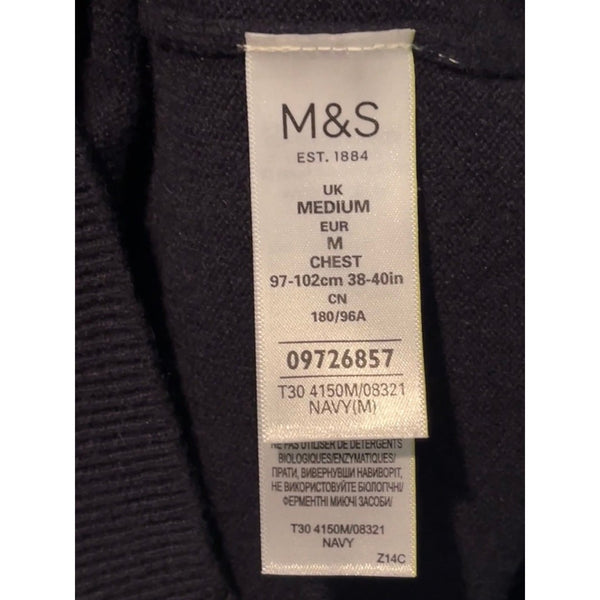 M&S
EST. 1884
UK
MEDIUM
EUR
M
CHEST
97-102cm 38-40in
CN
180/96A
09726857
T30 4150M/08321
NAVY(M)
NE PAS UTILISER DE DÉTERGENTS
BIOLOGIQUES/ENZYMATIQUES/
ПРАТИ, ВИВЕРНУВШИ НАВИВОРІТ,
НЕ ВИКОРИСТОВУЙТЕ БІОЛОГІЧНІ/
ФЕРМЕНТНІ МИЮЧІ ЗАСОБИ/
T30 4150M/08321
NAVY
Z14C